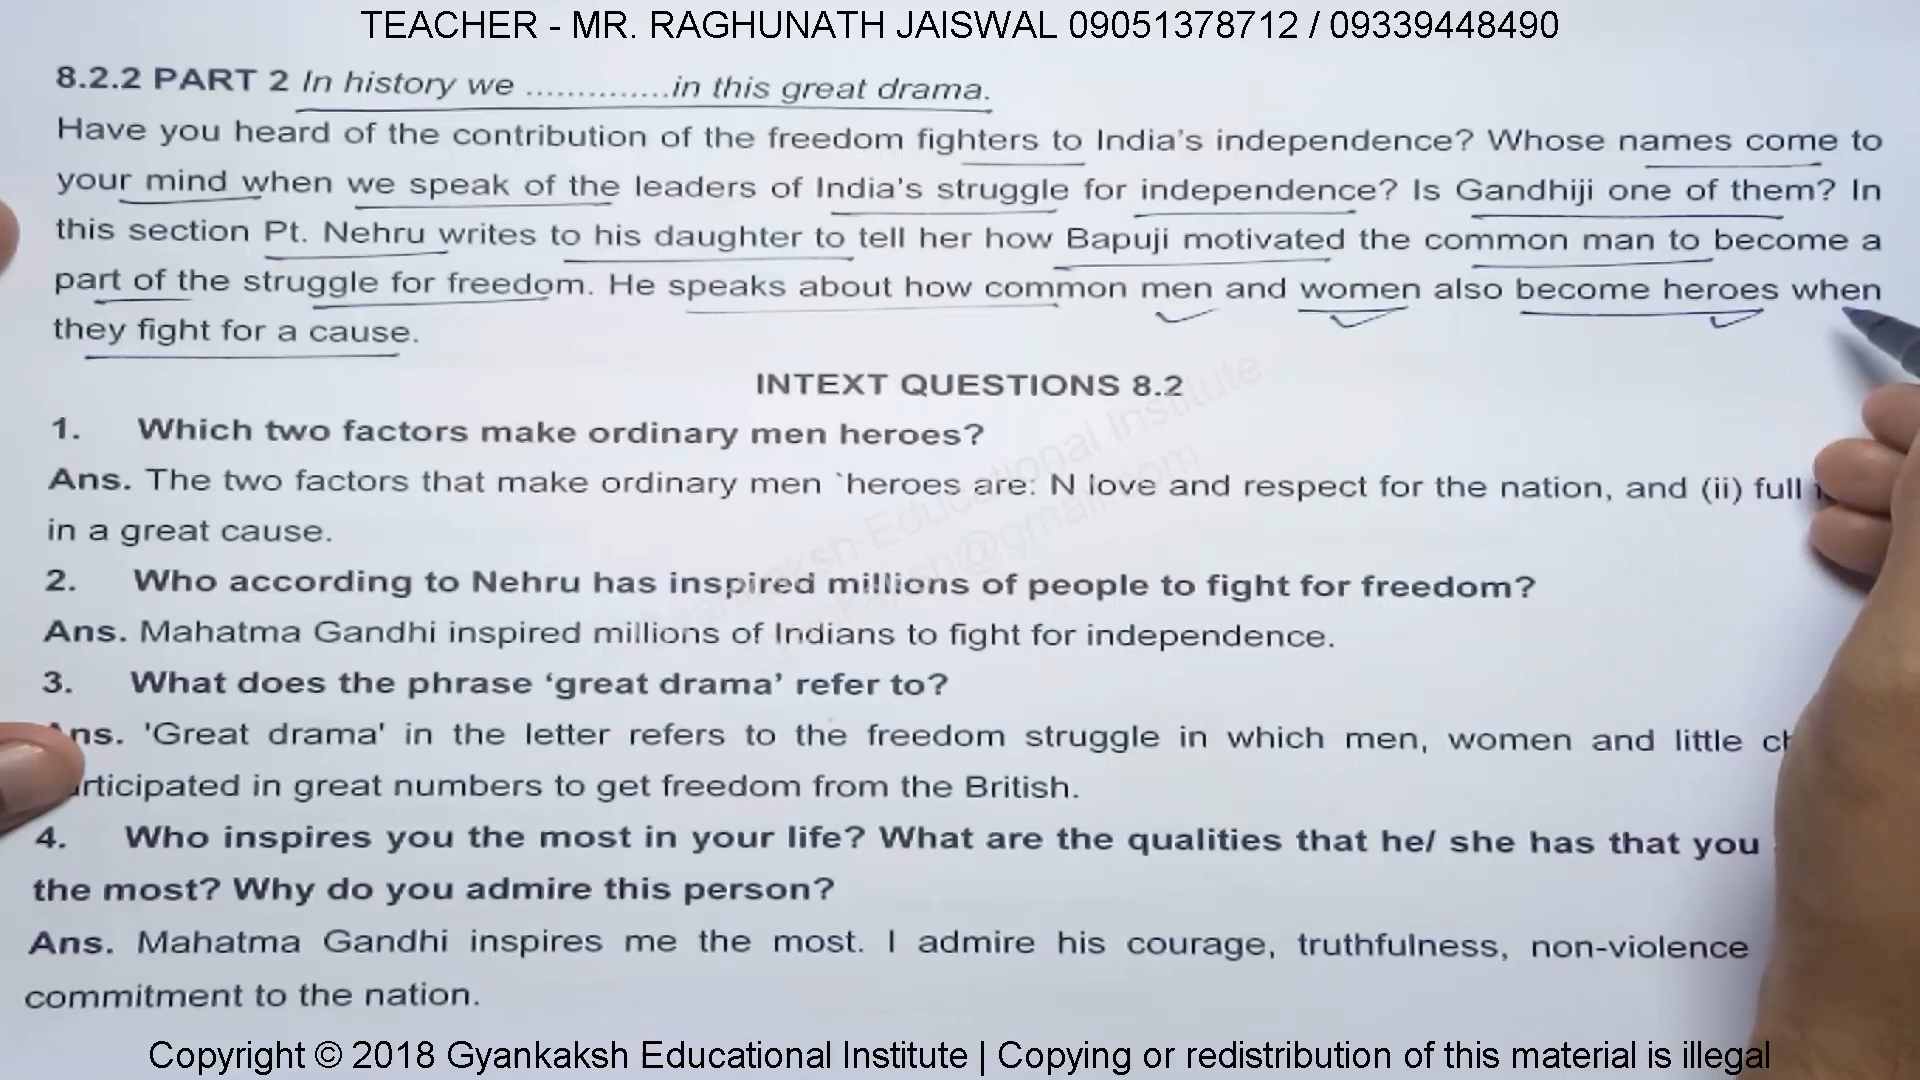 TEACHER - MR. RAGHUNATH JAISWAL 09051378712 / 09339448490
8.2.2 PART 2 In history we ..............in this great drama.
Have you heard of the contribution of the freedom fighters to India's independence? Whose names come to
your mind when we speak of the leaders of India's struggle for independence? Is Gandhiji one of them? In
this section Pt. Nehru writes to his daughter to tell her how Bapuji motivated the common man to become a
part of the struggle for freedom. He speaks about how common men and women also become heroes when
they fight for a cause.
INTEXT QUESTIONS 8.2
1. Which two factors make ordinary men heroes?
Ans. The two factors that make ordinary men `heroes are: N love and respect for the nation, and (ii) full
in a great cause.
2. Who according to Nehru has inspired millions of people to fight for freedom?
Ans. Mahatma Gandhi inspired millions of Indians to fight for independence.
3. What does the phrase ‘great drama’ refer to?
Ans. 'Great drama' in the letter refers to the freedom struggle in which men, women and little
rticipated in great numbers to get freedom from the British.
4. Who inspires you the most in your life? What are the qualities that he/ she has that you
the most? Why do you admire this person?
Ans. Mahatma Gandhi inspires me the most. I admire his courage, truthfulness, non-violence
commitment to the nation.
Copyright © 2018 Gyankaksh Educational Institute | Copying or redistribution of this material is illegal